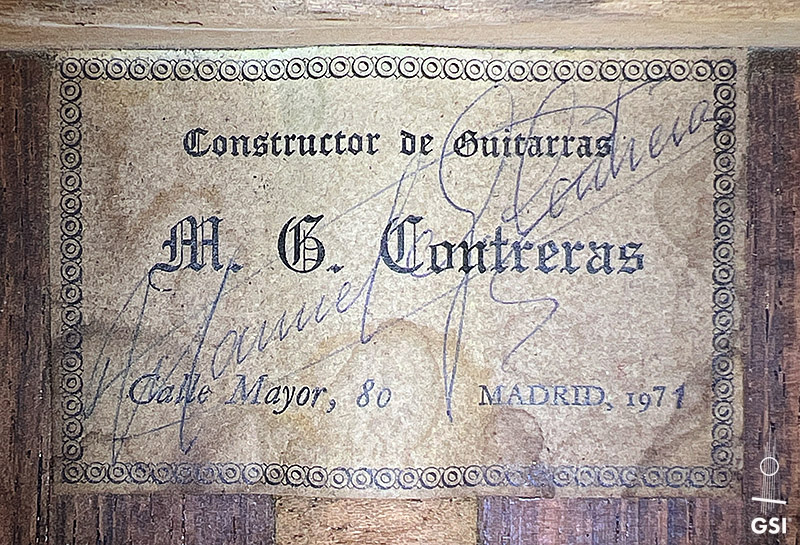 Constructor de Guitarras
M. G. Contreras
Manuel G Contreras
Calle Mayor, 80 MADRID, 1971
GSI